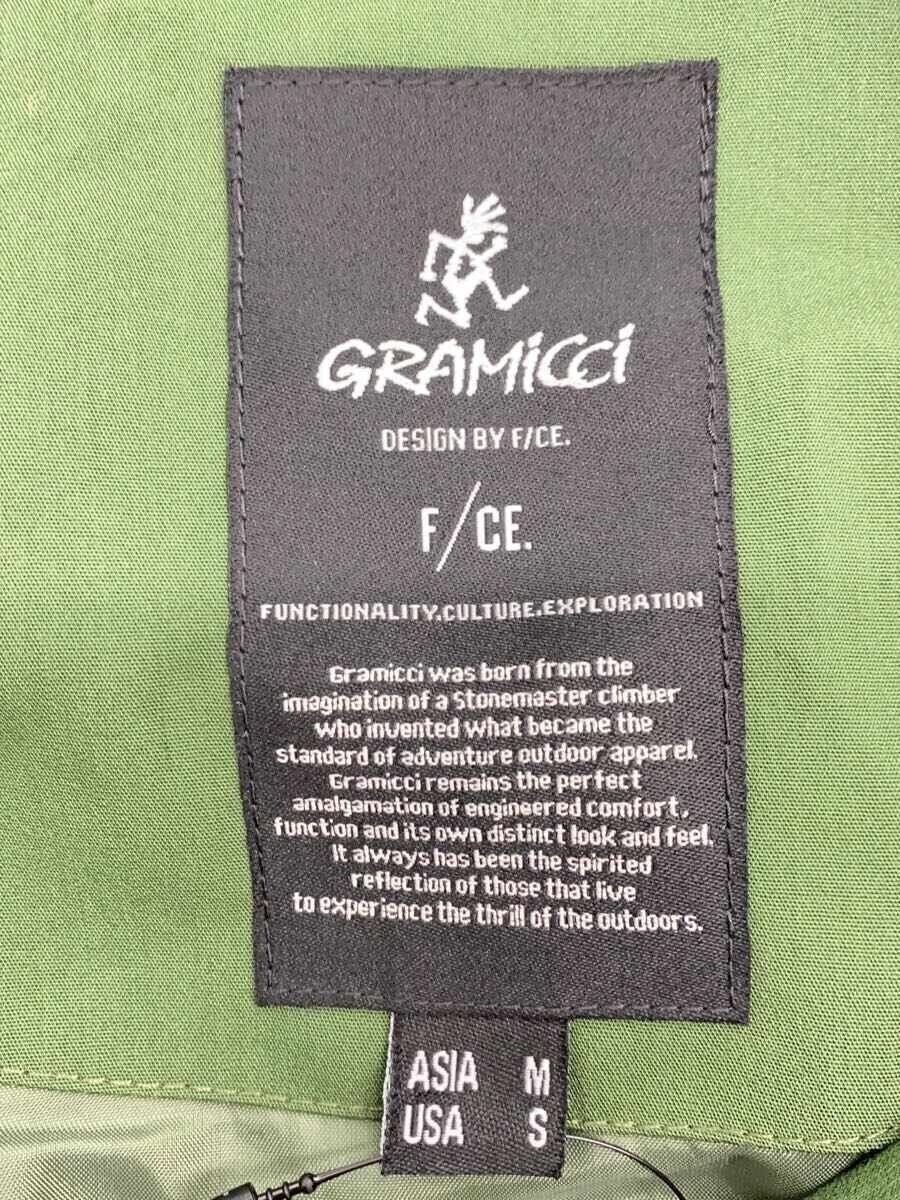 GRAMiCCi
DESIGN BY F/CE.
F/CE.
FUNCTIONALITY.CULTURE.EXPLORATION
Gramicci was born from the
imagination of a Stonemaster climber
who invented what became the
standard of adventure outdoor apparel.
Gramicci remains the perfect
amalgamation of engineered comfort,
function and its own distinct look and feel.
It always has been the spirited
reflection of those that live
to experience the thrill of the outdoors.
ASIA M
USA S